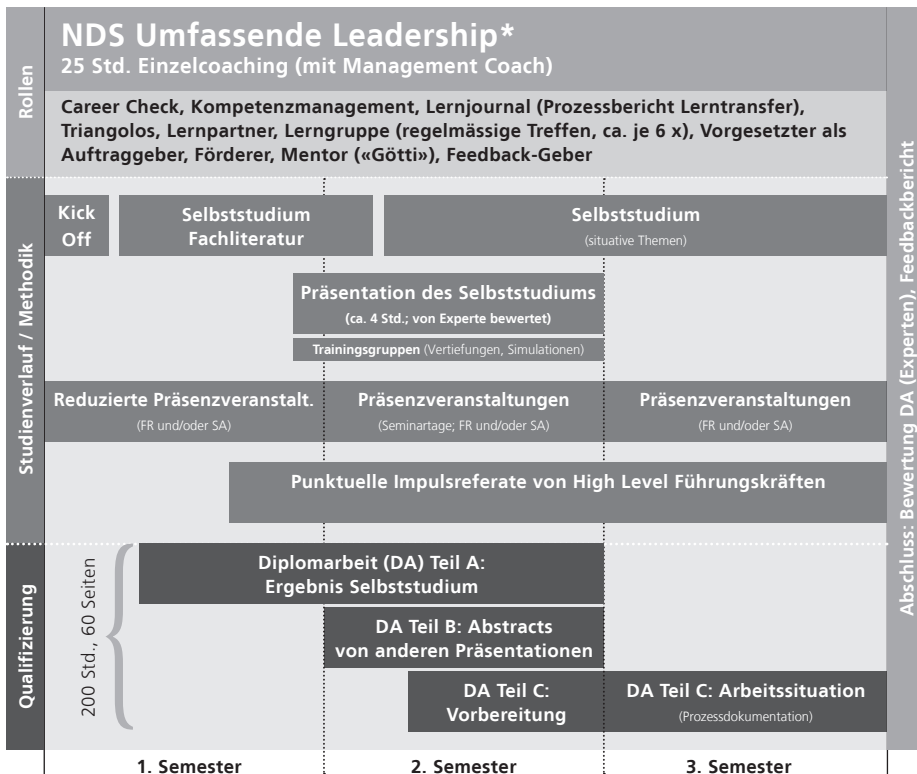 NDS Umfassende Leadership*
25 Std. Einzelcoaching (mit Management Coach)
Rollen
Career Check, Kompetenzmanagement, Lernjournal (Prozessbericht Lerntransfer),
Triangolos, Lernpartner, Lerngruppe (regelmässige Treffen, ca. je 6 x), Vorgesetzter als
Auftraggeber, Förderer, Mentor («Götti»), Feedback-Geber
Studienverlauf / Methodik
Kick
Off
Selbststudium
Fachliteratur
Selbststudium
(situative Themen)
Präsentation des Selbststudiums
(ca. 4 Std.; von Experte bewertet)
Trainingsgruppen (Vertiefungen, Simulationen)
Reduzierte Präsenzveranstalt.
(FR und/oder SA)
Präsenzveranstaltungen
(Seminartage; FR und/oder SA)
Präsenzveranstaltungen
(FR und/oder SA)
Punktuelle Impulsreferate von High Level Führungskräften
Qualifizierung
200 Std., 60 Seiten
Diplomarbeit (DA) Teil A:
Ergebnis Selbststudium
DA Teil B: Abstracts
von anderen Präsentationen
DA Teil C:
Vorbereitung
DA Teil C: Arbeitssituation
(Prozessdokumentation)
1. Semester
2. Semester
3. Semester
Abschluss: Bewertung DA (Experten), Feedbackbericht